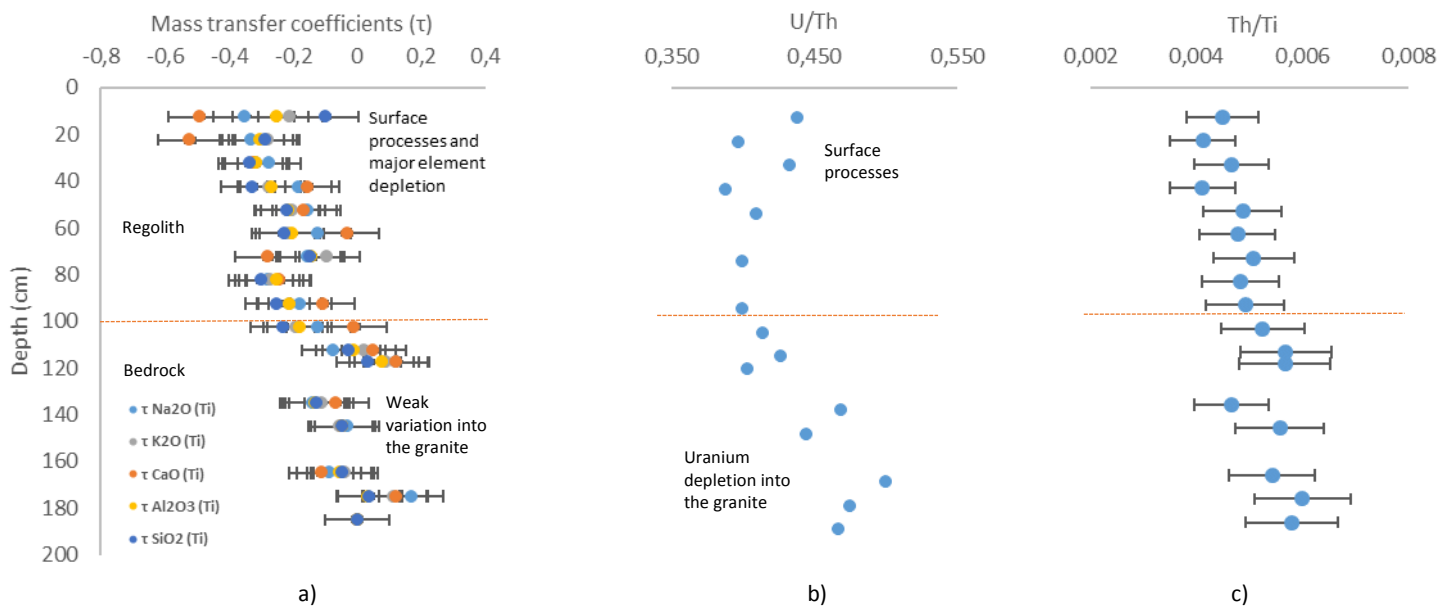 Mass transfer coefficients (τ)
-0,8 -0,6 -0,4 -0,2 0 0,2 0,4
0
20
40
60
80
100
120
140
160
180
200
Depth (cm)
Surface
processes and
major element
depletion
Regolith
Bedrock
τ Na2O (Ti)
τ K2O (Ti)
τ CaO (Ti)
τ Al2O3 (Ti)
τ SiO2 (Ti)
Weak
variation into
the granite
a)
U/Th
0,350 0,450 0,550
Surface
processes
Uranium
depletion into
the granite
b)
Th/Ti
0,002 0,004 0,006 0,008
c)